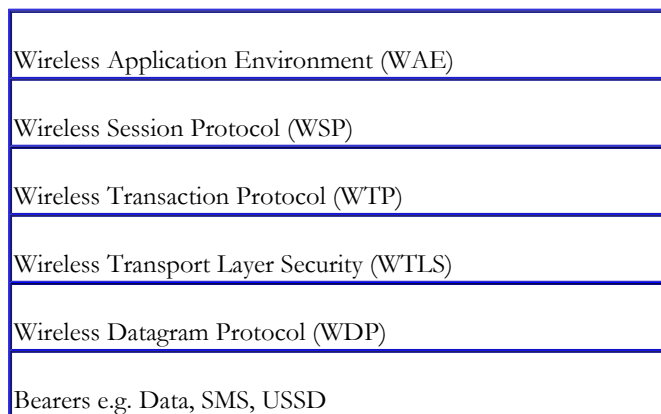 Wireless Application Environment (WAE)
Wireless Session Protocol (WSP)
Wireless Transaction Protocol (WTP)
Wireless Transport Layer Security (WTLS)
Wireless Datagram Protocol (WDP)
Bearers e.g. Data, SMS, USSD